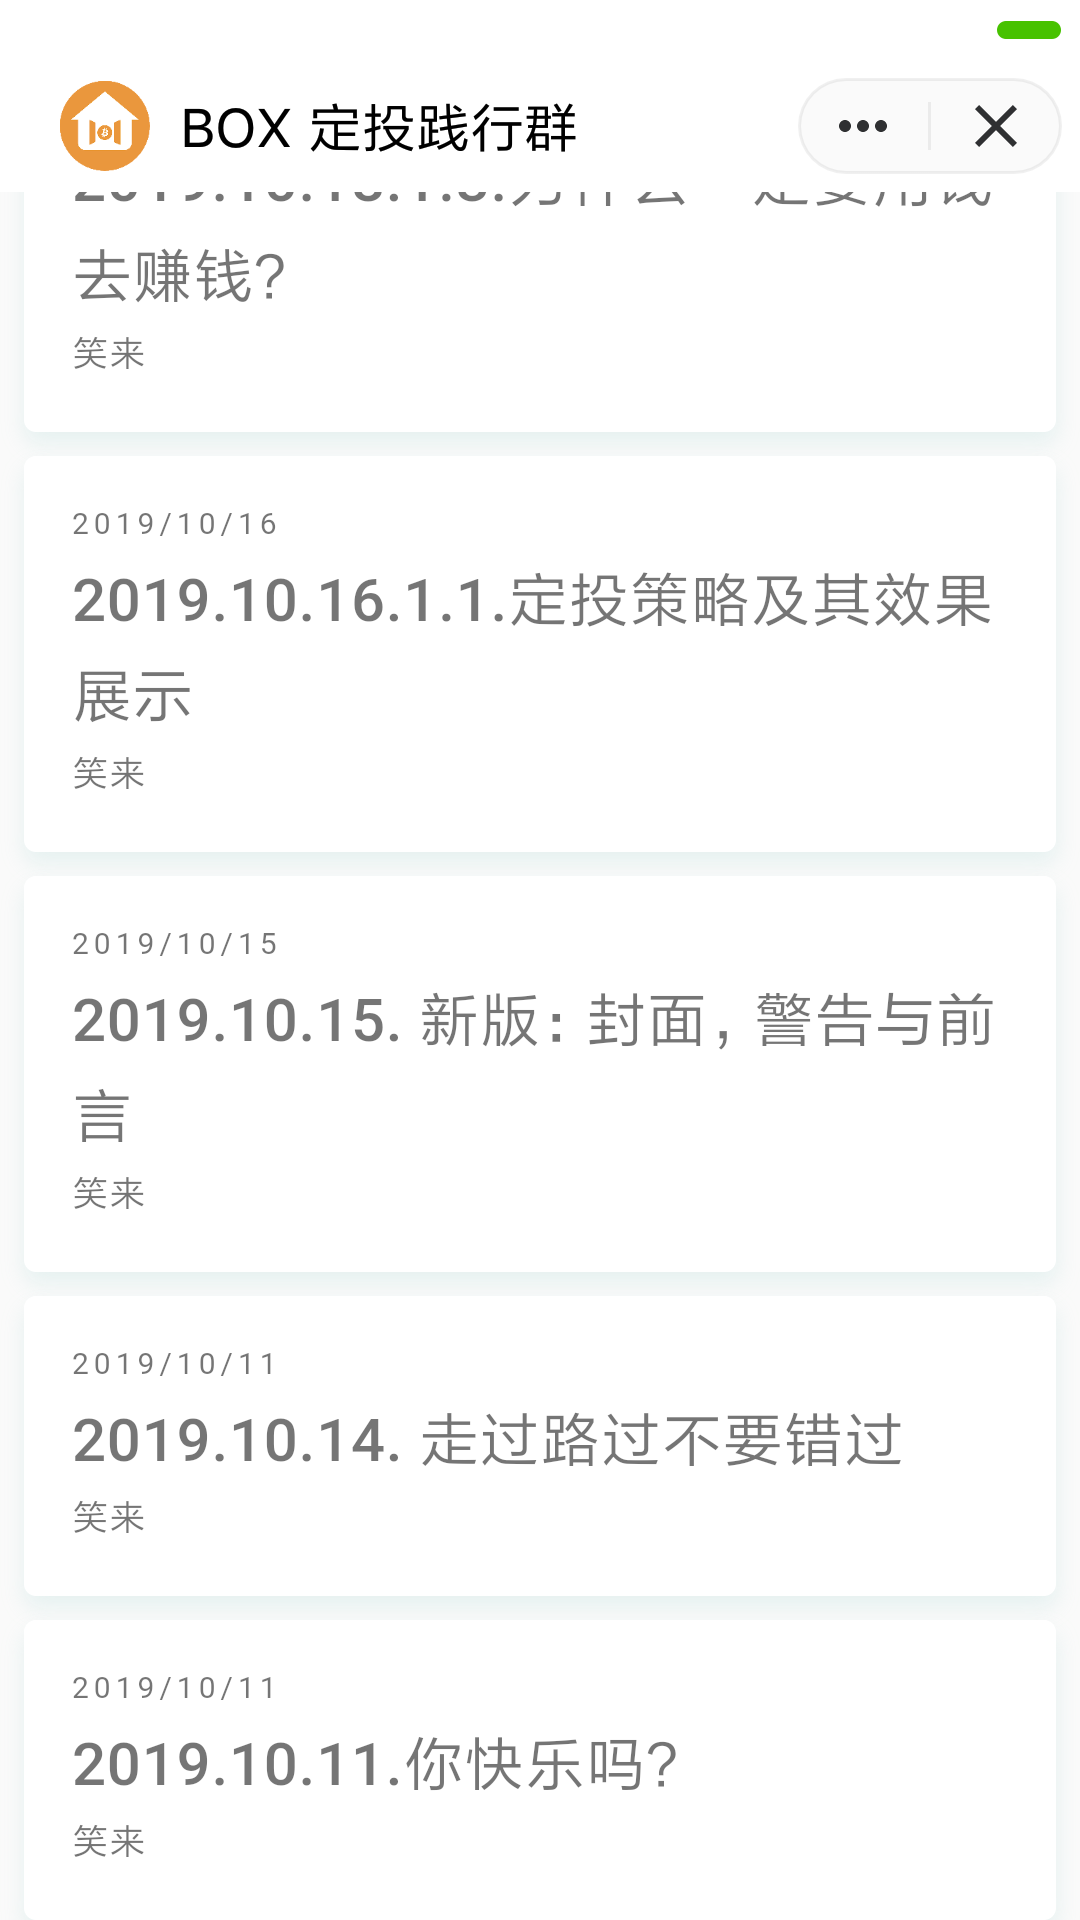 BOX 定投践行群
去赚钱?
笑来
2019/10/16
2019.10.16.1.1.定投策略及其效果
展示
笑来
2019/10/15
2019.10.15. 新版：封面，警告与前
言
笑来
2019/10/11
2019.10.14. 走过路过不要错过
笑来
2019/10/11
2019.10.11.你快乐吗?
笑来